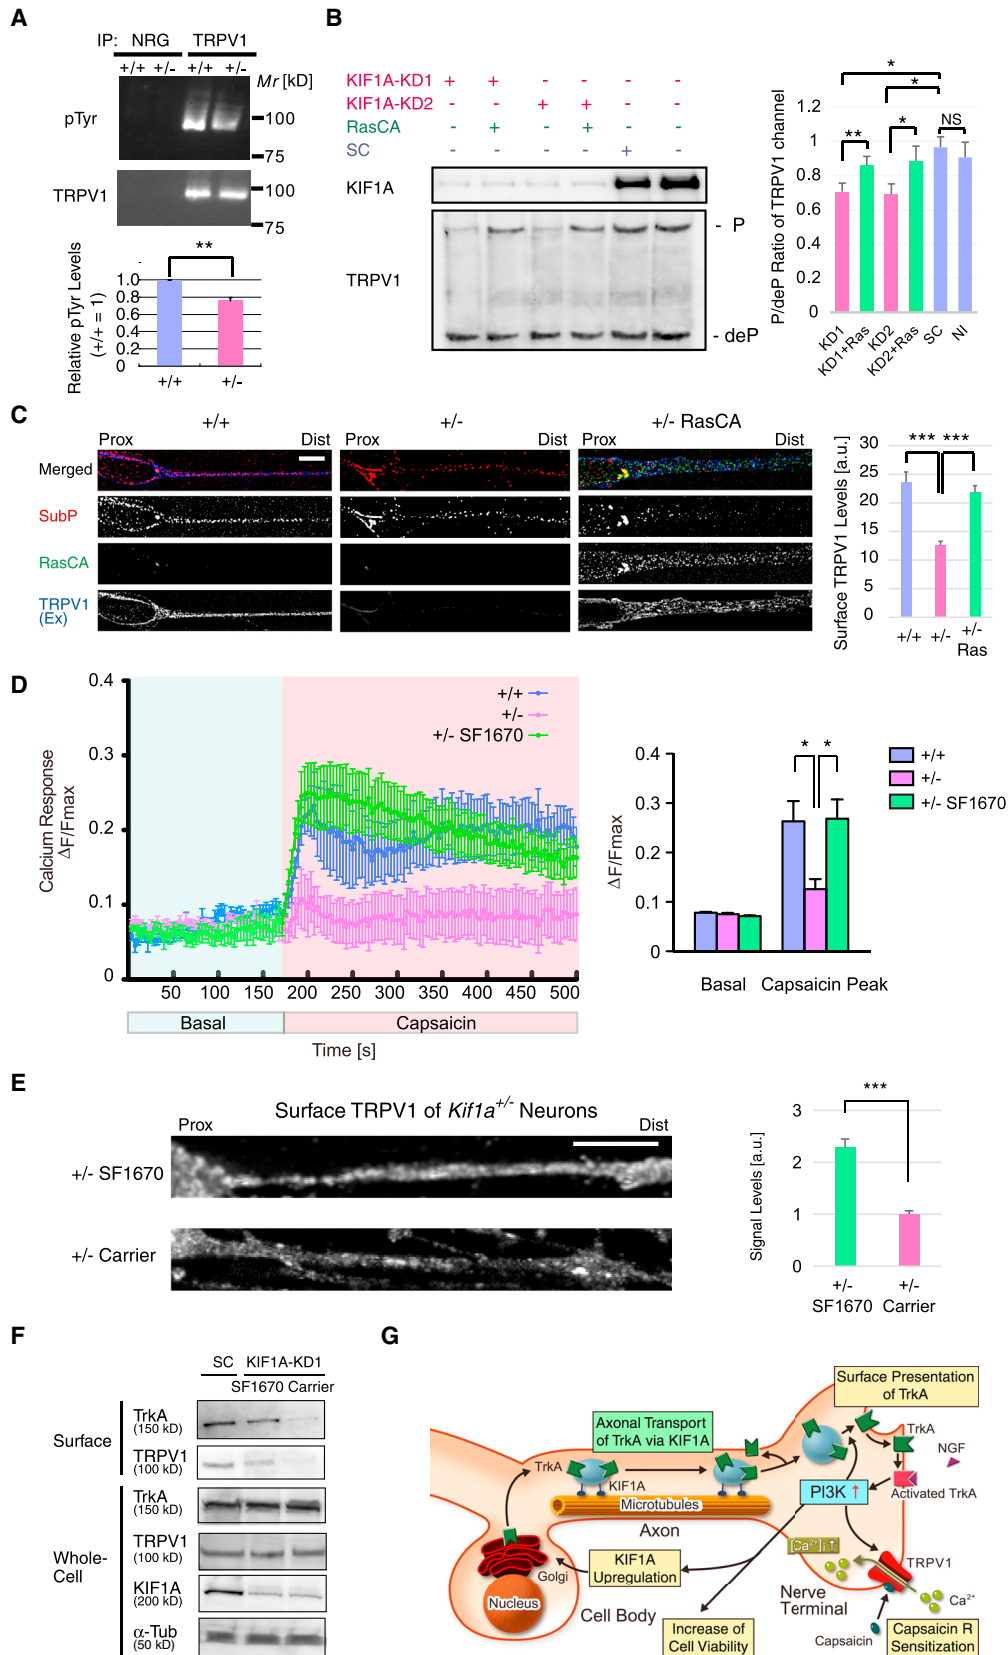 A
IP: NRG TRPV1
+/+ +/- +/+ +/- Mr [kD]
pTyr
100
75
TRPV1
100
75
**
Relative pTyr Levels
(+/+ = 1)
1.0
0.8
0.6
0.4
0.2
0
+/+ +/-
B
KIF1A-KD1 + + - - - -
KIF1A-KD2 - - + + - -
RasCA - + - + - -
SC - - - - + -
KIF1A
TRPV1
- P
- deP
P/deP Ratio of TRPV1 channel
1.2
1
0.8
0.6
0.4
0.2
0
*
*
** * NS
KD1
KD1+Ras
KD2
KD2+Ras
SC
NI
C
+/+ +/- +/- RasCA
Prox Dist Prox Prox Dist
Merged
SubP
RasCA
TRPV1
(Ex)
Surface TRPV1 Levels [a.u.]
30
25
20
15
10
5
0
*** ***
+/+ +/- +/-
Ras
D
Calcium Response
ΔF/Fmax
0.4
0.3
0.2
0.1
0
+/+
+/-
+/- SF1670
50 100 150 200 250 300 350 400 450 500
Basal Capsaicin
Time [s]
ΔF/Fmax
0.4
0.3
0.2
0.1
0
* *
+/+
+/-
+/- SF1670
Basal Capsaicin Peak
E
Surface TRPV1 of Kif1a+/- Neurons
Prox Dist
+/- SF1670
+/- Carrier
Signal Levels [a.u.]
3
2
1
0
***
+/- +/-
SF1670 Carrier
F
SC KIF1A-KD1
SF1670 Carrier
Surface
TrkA
(150 kD)
TRPV1
(100 kD)
Whole-
Cell
TrkA
(150 kD)
TRPV1
(100 kD)
KIF1A
(200 kD)
α-Tub
(50 kD)
G
Surface Presentation
of TrkA
Axonal Transport
of TrkA via KIF1A
TrkA
NGF
TrkA
KIF1A
Microtubules
PI3K ↑
Activated TrkA
Axon
[Ca2+]i ↑
TRPV1
Golgi
KIF1A
Upregulation
Nucleus
Cell Body
Nerve
Terminal
Ca2+
Increase of
Cell Viability
Capsaicin
Capsaicin R
Sensitization